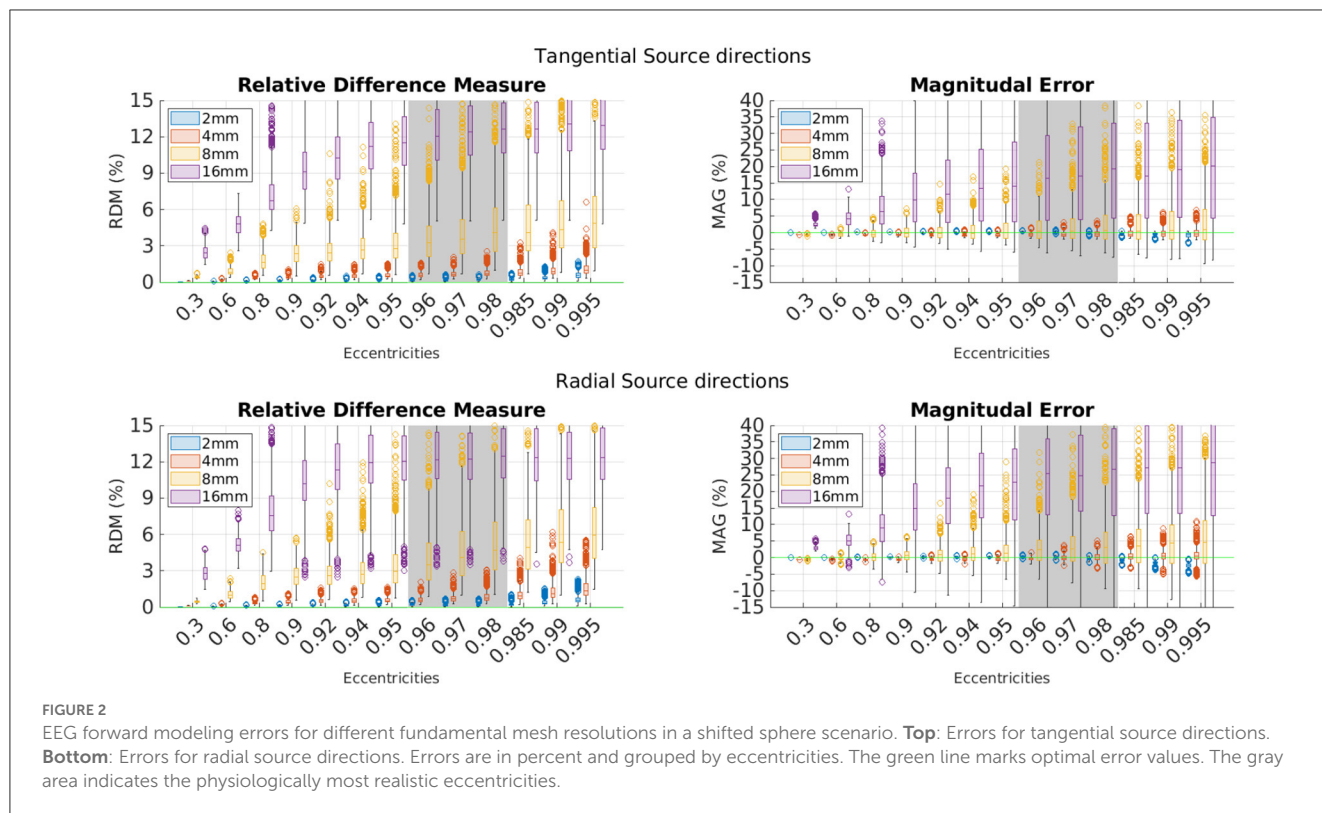 Tangential Source directions
Relative Difference Measure
Magnitudal Error
RDM (%)
15
12
9
6
3
0
2mm
4mm
8mm
16mm
0.3 0.6 0.8 0.9 0.92 0.94 0.95 0.96 0.97 0.98 0.985 0.99 0.995
Eccentricities
MAG (%)
40
35
30
25
20
15
10
5
0
-5
-15
2mm
4mm
8mm
16mm
0.3 0.6 0.8 0.9 0.92 0.94 0.95 0.96 0.97 0.98 0.985 0.99 0.995
Eccentricities
Radial Source directions
Relative Difference Measure
Magnitudal Error
RDM (%)
15
12
9
6
3
0
2mm
4mm
8mm
16mm
0.3 0.6 0.8 0.9 0.92 0.94 0.95 0.96 0.97 0.98 0.985 0.99 0.995
Eccentricities
MAG (%)
40
35
30
25
20
15
10
5
0
-5
-10
-15
2mm
4mm
8mm
16mm
0.3 0.6 0.8 0.9 0.92 0.94 0.95 0.96 0.97 0.98 0.985 0.99 0.995
Eccentricities
FIGURE 2
EEG forward modeling errors for different fundamental mesh resolutions in a shifted sphere scenario. Top: Errors for tangential source directions.
Bottom: Errors for radial source directions. Errors are in percent and grouped by eccentricities. The green line marks optimal error values. The gray
area indicates the physiologically most realistic eccentricities.